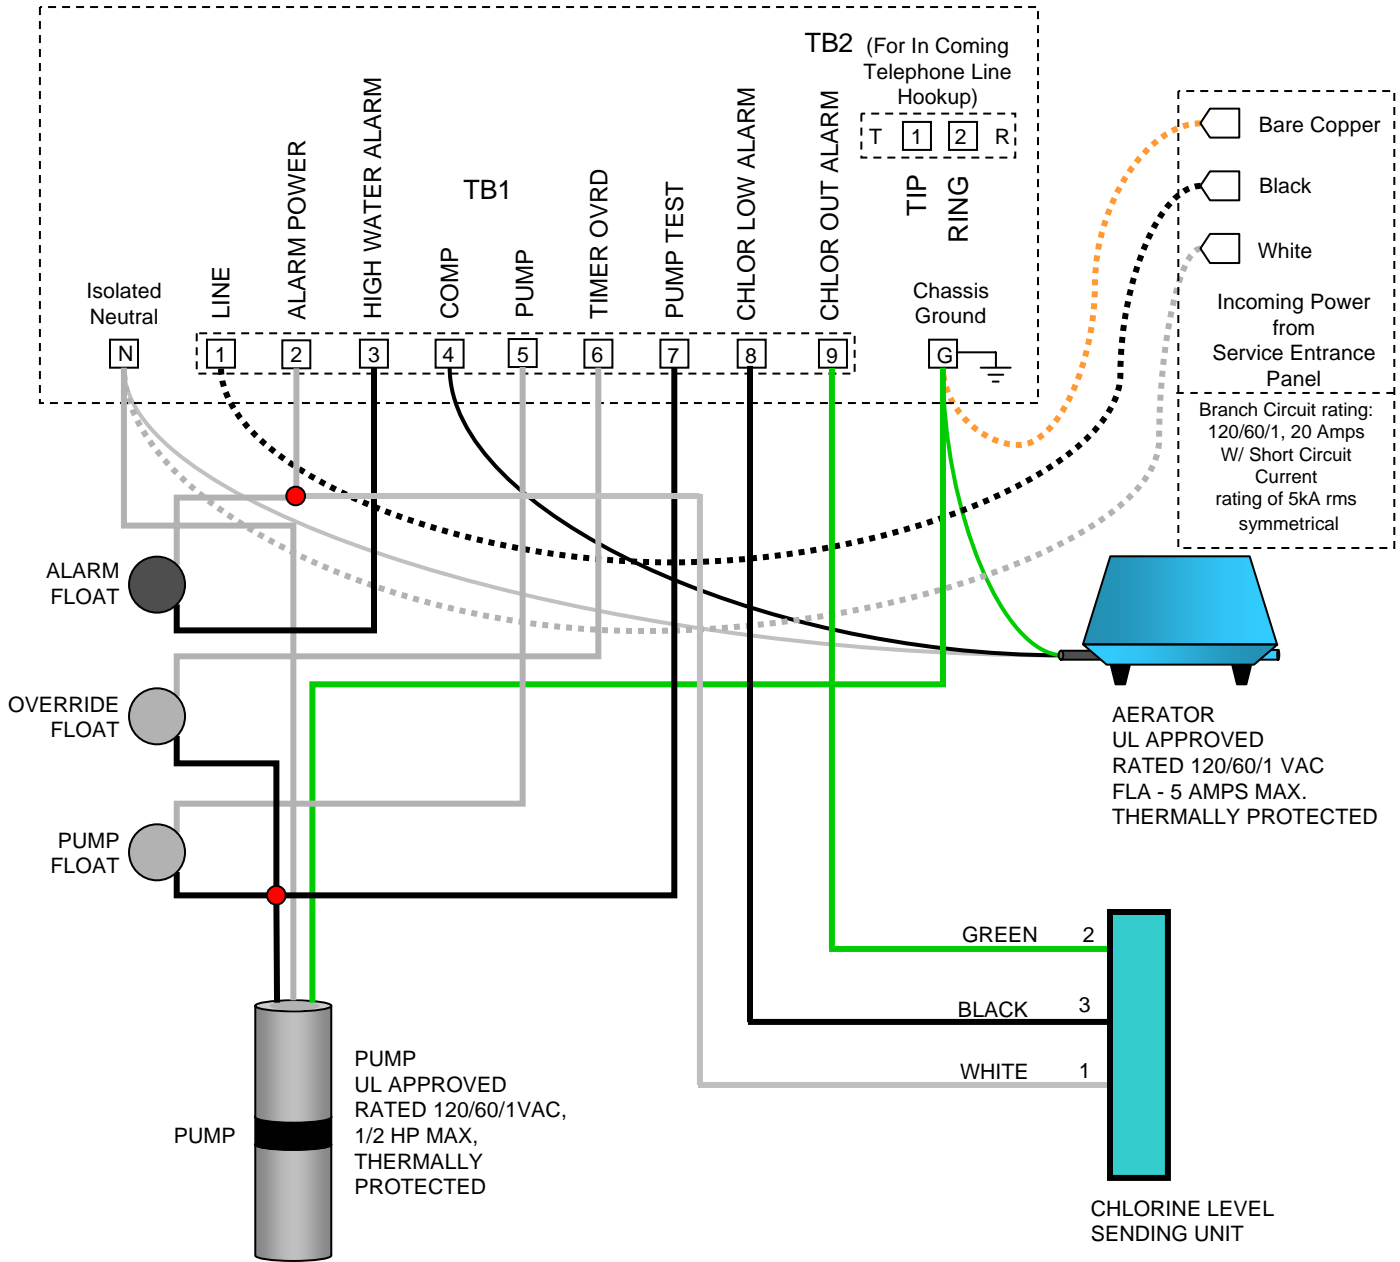 TB2 (For In Coming
Telephone Line
Hookup)
T 1 2 R
TIP
RING
TB1
Isolated
Neutral
LINE
ALARM POWER
HIGH WATER ALARM
COMP
PUMP
TIMER OVRD
PUMP TEST
CHLOR LOW ALARM
CHLOR OUT ALARM
Chassis
Ground
N 1 2 3 4 5 6 7 8 9 G
Bare Copper
Black
White
Incoming Power
from
Service Entrance
Panel
Branch Circuit rating:
120/60/1, 20 Amps
W/ Short Circuit
Current
rating of 5kA rms
symmetrical
ALARM
FLOAT
OVERRIDE
FLOAT
PUMP
FLOAT
AERATOR
UL APPROVED
RATED 120/60/1 VAC
FLA - 5 AMPS MAX.
THERMALLY PROTECTED
GREEN 2
BLACK 3
WHITE 1
PUMP
PUMP
UL APPROVED
RATED 120/60/1VAC,
1/2 HP MAX,
THERMALLY
PROTECTED
CHLORINE LEVEL
SENDING UNIT